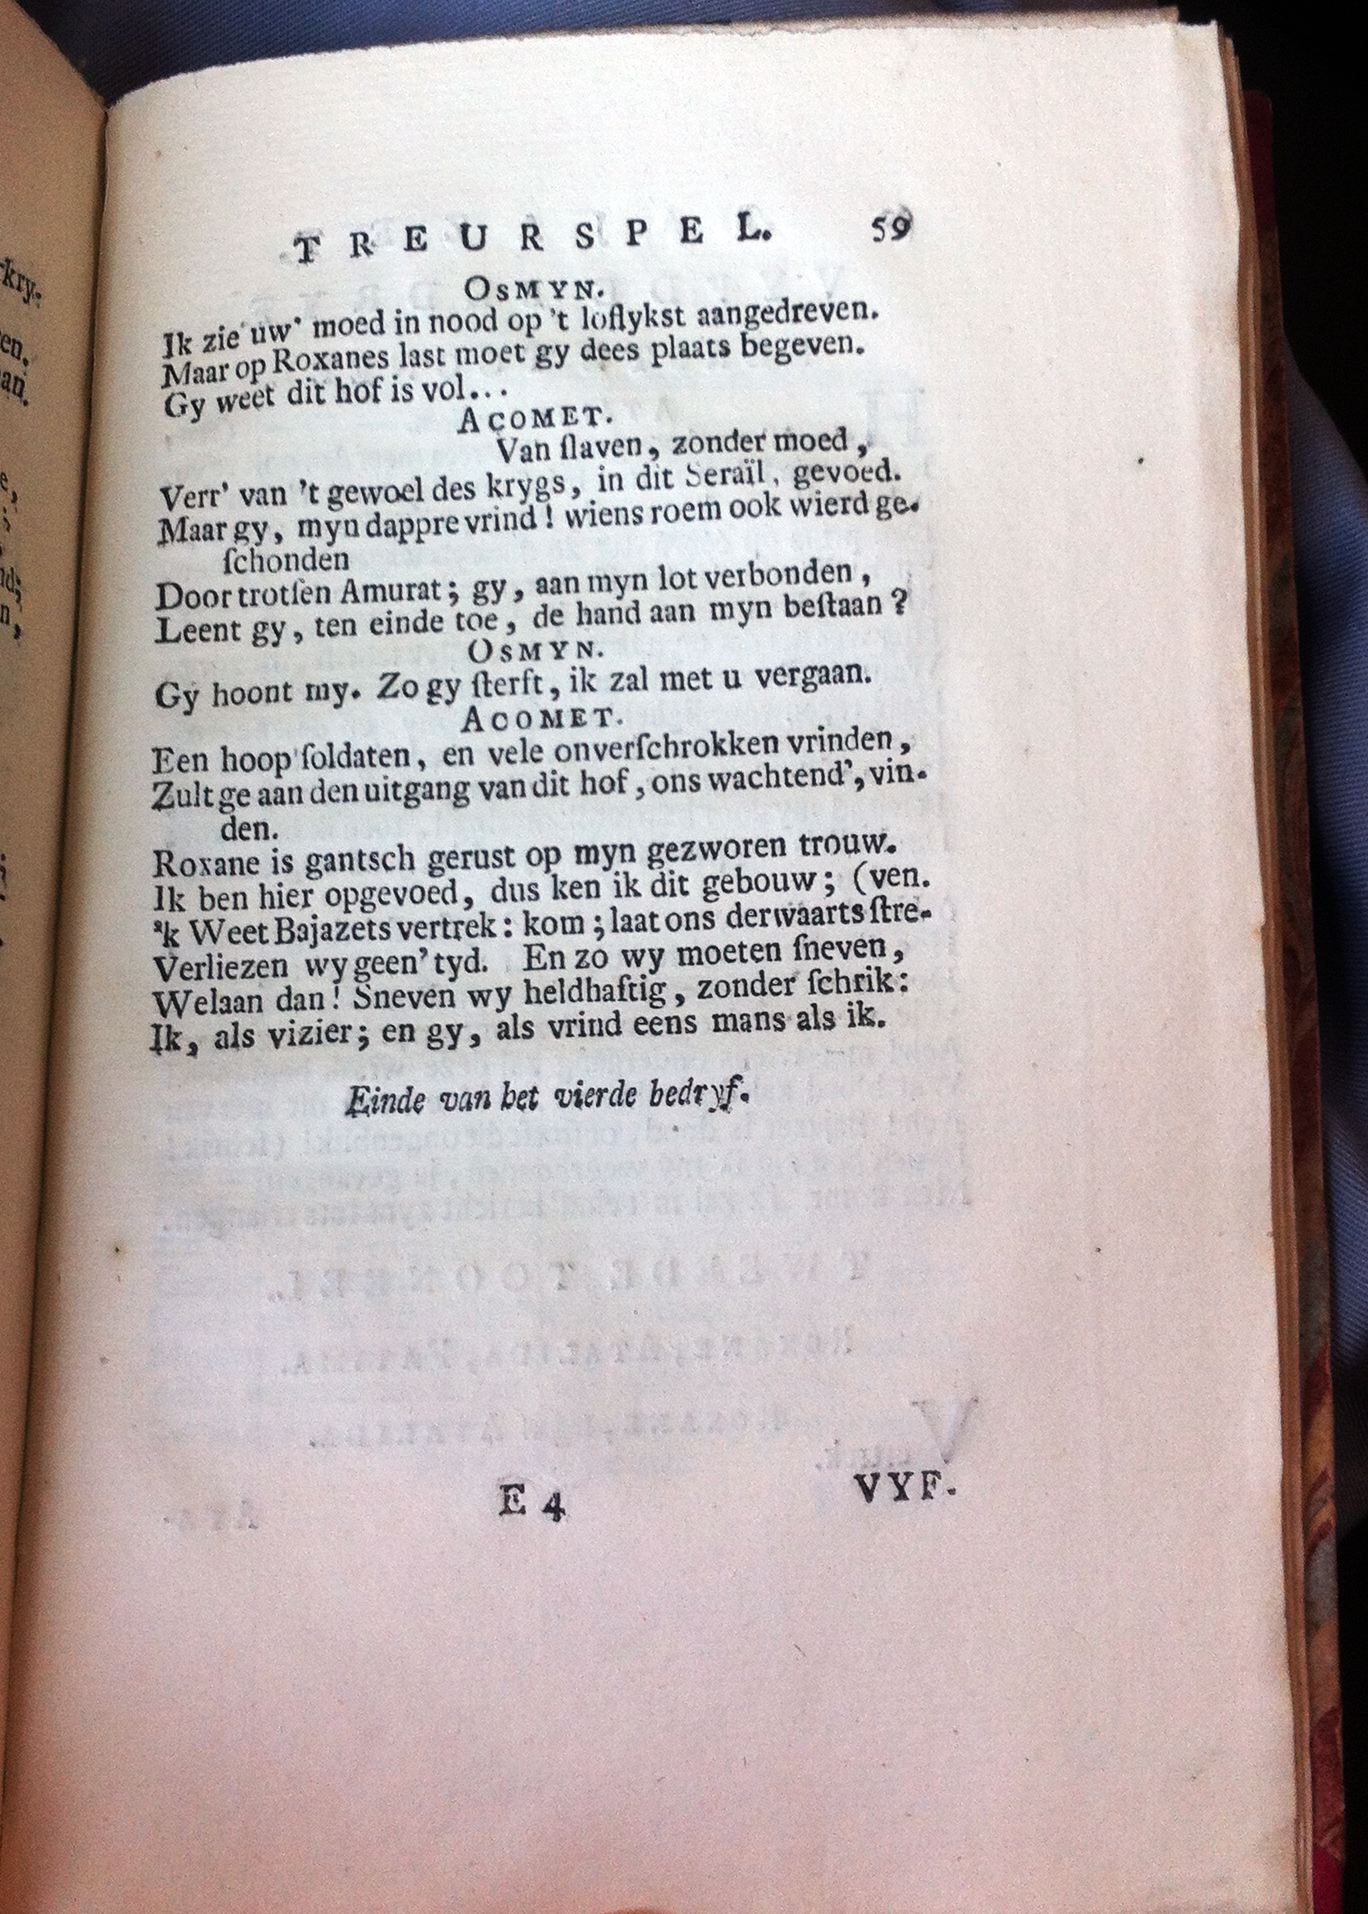 TREURSPEL. 59
OSMYN.
Ik zie uw' moed in nood op 't loflykst aangedreven.
Maar op Roxanes last moet gy dees plaats begeven.
Gy weet dit hof is vol...
ACOMET.
Van ſlaven, zonder moed,
Verr' van 't gewoel des krygs, in dit Seraïl, gevoed.
Maar gy, myn dappre vrind! wiens roem ook wierd ge-
ſchonden
Door trotſen Amurat; gy, aan myn lot verbonden,
Leent gy, ten einde toe, de hand aan myn beſtaan?
OSMYN.
Gy hoont my. Zo gy ſterft, ik zal met u vergaan.
ACOMET.
Een hoop ſoldaten, en vele onverſchrokken vrinden,
Zult ge aan den uitgang van dit hof, ons wachtend', vin-
den.
Roxane is gantsch gerust op myn gezworen trouw.
Ik ben hier opgevoed, dus ken ik dit gebouw; (ven.
'k Weet Bajazets vertrek: kom; laat ons derwaarts ſtre-
Verliezen wy geen' tyd. En zo wy moeten ſneven,
Welaan dan! Sneven wy heldhaftig, zonder ſchrik:
Ik, als vizier; en gy, als vrind eens mans als ik.
Einde van het vierde bedryf.
E 4 VYF.